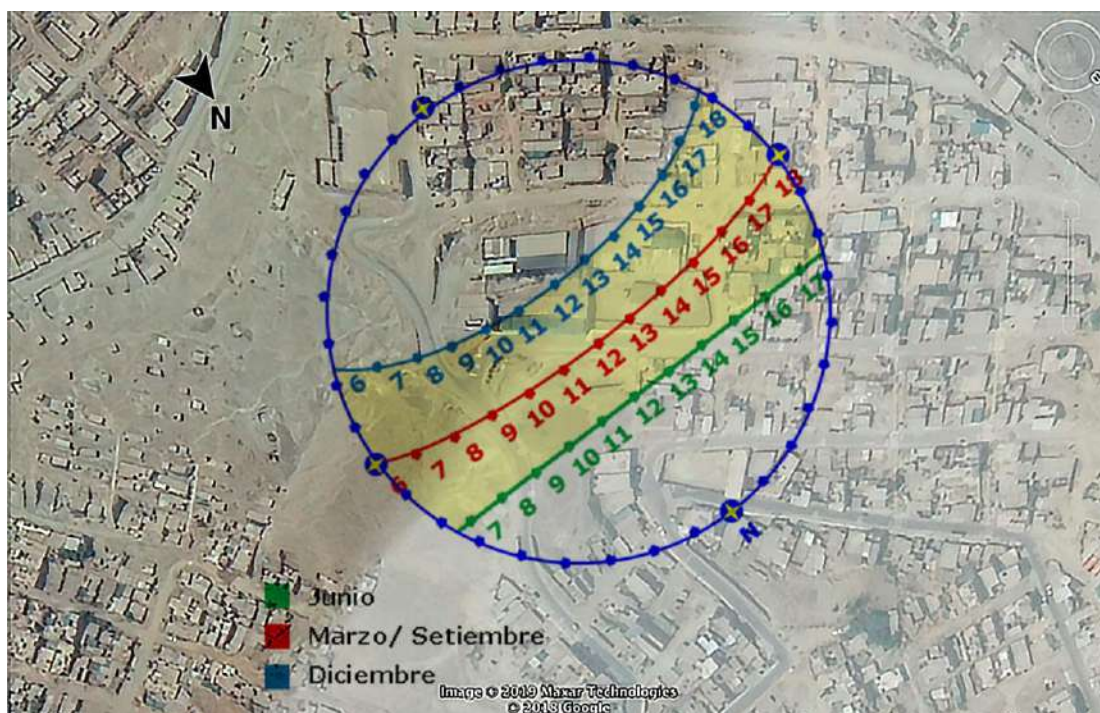 N
6 7 8 9 10 11 12 13 14 15 16 17 18
6 7 8 9 10 11 12 13 14 15 16 17 18
7 8 9 10 11 12 13 14 15 16 17
N
Junio
Marzo/ Setiembre
Diciembre
Image © 2019 Maxar Technologies
© 2018 Google